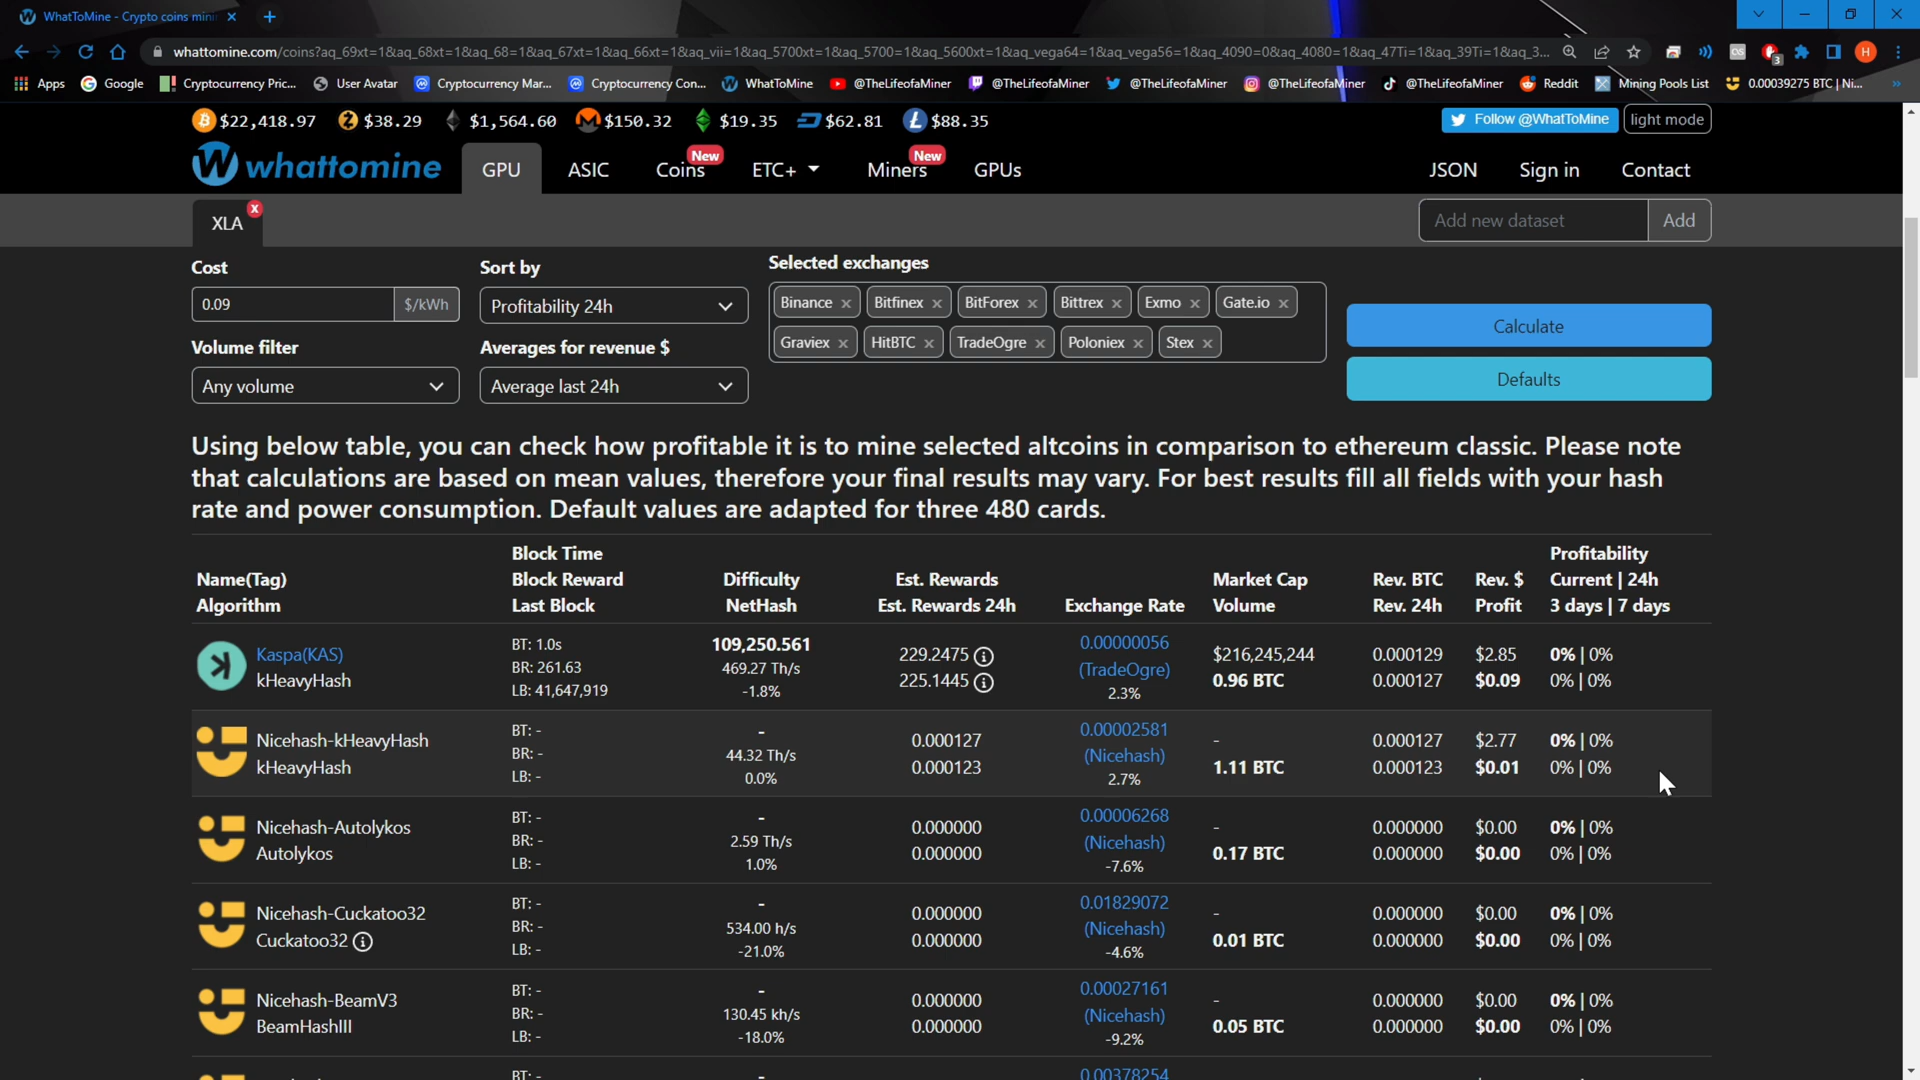 WhatToMine - Crypto coins mini
whattomine.com/coins?aq_69xt=1&aq_68xt=1&aq_68=1&aq_67xt=1&aq_66xt=1&aq_vii=1&aq_5700xt=1&aq_5700=1&aq_5600xt=1&aq_vega64=1&aq_vega56=1&aq_4090=0&aq_4080=1&aq_47Ti=1&aq_39Ti=1&aq_3...
3
H
Apps Google Cryptocurrency Pric... User Avatar Cryptocurrency Mar... Cryptocurrency Con... WhatToMine @TheLifeofaMiner @TheLifeofaMiner @TheLifeofaMiner @TheLifeofaMiner @TheLifeofaMiner Reddit Mining Pools List 0.00039275 BTC | Ni... »
$22,418.97 $38.29 $1,564.60 $150.32 $19.35 $62.81 $88.35 Follow @WhatToMine light mode
whattomine GPU ASIC Coins New ETC+ Miners New GPUs JSON Sign in Contact
XLA x Add new dataset Add
Cost Sort by Selected exchanges
0.09 $/kWh Profitability 24h Binance × Bitfinex × BitForex × Bittrex × Exmo × Gate.io ×
Graviex × HitBTC × TradeOgre × Poloniex × Stex ×
Calculate
Volume filter Averages for revenue $
Any volume Average last 24h Defaults
Using below table, you can check how profitable it is to mine selected altcoins in comparison to ethereum classic. Please note
that calculations are based on mean values, therefore your final results may vary. For best results fill all fields with your hash
rate and power consumption. Default values are adapted for three 480 cards.
Block Time Profitability
Name(Tag) Block Reward Difficulty Est. Rewards Market Cap Rev. BTC Rev. $ Current | 24h
Algorithm Last Block NetHash Est. Rewards 24h Exchange Rate Volume Rev. 24h Profit 3 days | 7 days
Kaspa(KAS)
kHeavyHash
BT: 1.0s
BR: 261.63
LB: 41,647,919
109,250.561
469.27 Th/s
-1.8%
229.2475
225.1445
0.00000056
(TradeOgre)
2.3%
$216,245,244
0.96 BTC
0.000129
0.000127
$2.85
$0.09
0% | 0%
0% | 0%
Nicehash-kHeavyHash
kHeavyHash
BT: -
BR: -
LB: -
-
44.32 Th/s
0.0%
0.000127
0.000123
0.00002581
(Nicehash)
2.7%
-
1.11 BTC
0.000127
0.000123
$2.77
$0.01
0% | 0%
0% | 0%
Nicehash-Autolykos
Autolykos
BT: -
BR: -
LB: -
-
2.59 Th/s
1.0%
0.000000
0.000000
0.00006268
(Nicehash)
-7.6%
-
0.17 BTC
0.000000
0.000000
$0.00
$0.00
0% | 0%
0% | 0%
Nicehash-Cuckatoo32
Cuckatoo32
BT: -
BR: -
LB: -
-
534.00 h/s
-21.0%
0.000000
0.000000
0.01829072
(Nicehash)
-4.6%
-
0.01 BTC
0.000000
0.000000
$0.00
$0.00
0% | 0%
0% | 0%
Nicehash-BeamV3
BeamHashIII
BT: -
BR: -
LB: -
-
130.45 kh/s
-18.0%
0.000000
0.000000
0.00027161
(Nicehash)
-9.2%
-
0.05 BTC
0.000000
0.000000
$0.00
$0.00
0% | 0%
0% | 0%
BT: - - 0.00378254 -